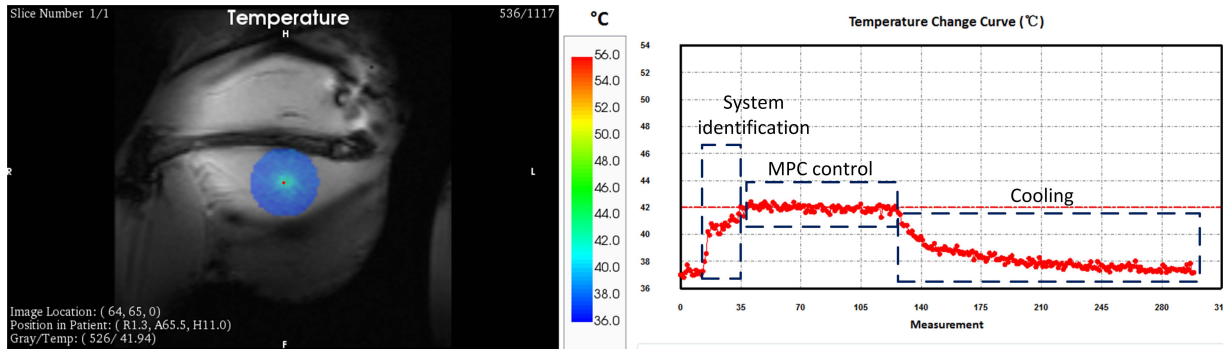 Slice Number 1/1
Temperature
536/1117
H
R
L
F
Image Location: ( 64, 65, 0)
Position in Patient: ( R1.3, A65.5, H11.0)
Gray/Temp: ( 526/ 41.94)
°C
56.0
54.0
52.0
50.0
48.0
46.0
44.0
42.0
40.0
38.0
36.0
Temperature Change Curve (℃)
54
52
50
48
46
44
42
40
38
36
System
identification
MPC control
Cooling
0
35
70
105
140
175
210
245
280
31
Measurement